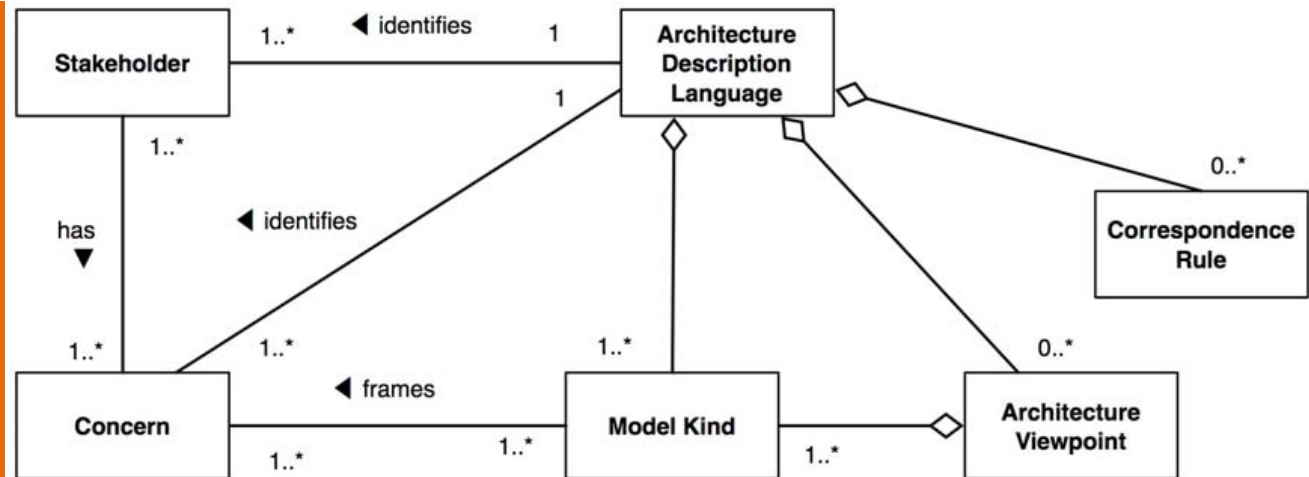 1..*
◀ identifies
1
Stakeholder
Architecture
Description
Language
1
1..*
0..*
◀ identifies
has
▼
Correspondence
Rule
1..*
1..*
1..*
0..*
◀ frames
Concern
Model Kind
Architecture
Viewpoint
1..*
1..*
1..*